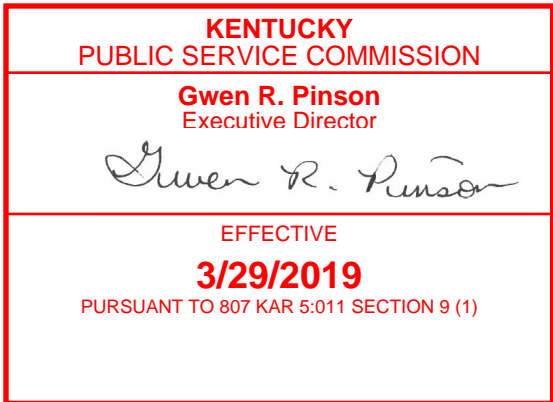 KENTUCKY
PUBLIC SERVICE COMMISSION
Gwen R. Pinson
Executive Director
Gwen R. Pinson
EFFECTIVE
3/29/2019
PURSUANT TO 807 KAR 5:011 SECTION 9 (1)